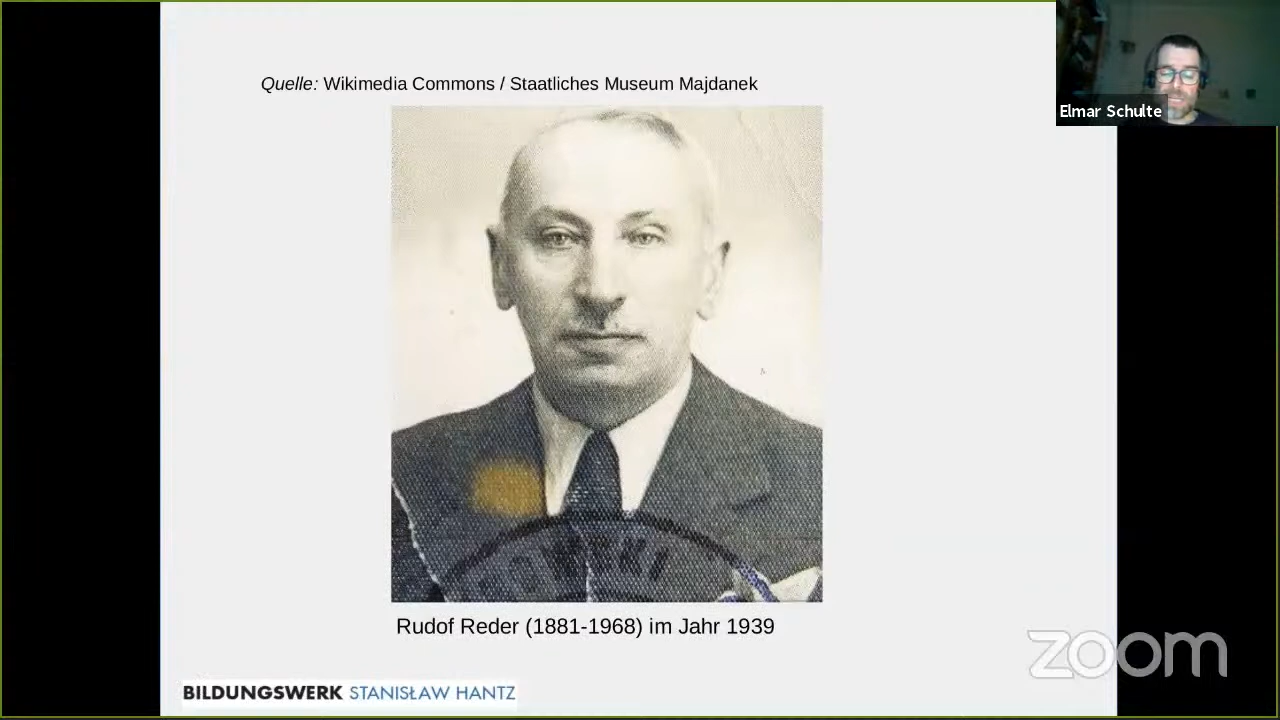 Quelle: Wikimedia Commons / Staatliches Museum Majdanek
Elmar Schulte
Rudof Reder (1881-1968) im Jahr 1939
zoom
BILDUNGSWERK STANISŁAW HANTZ